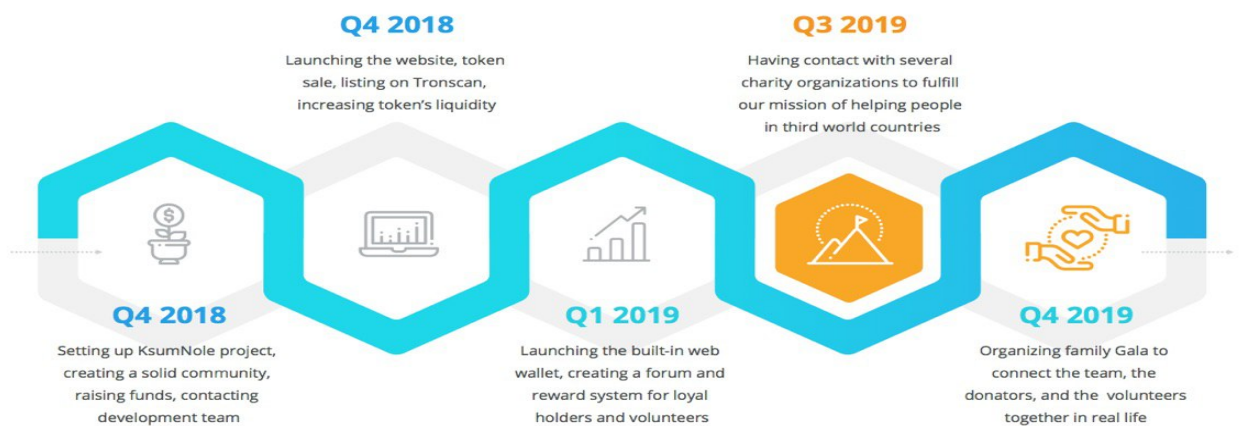 Q4 2018
Setting up KsumNole project,
creating a solid community,
raising funds, contacting
development team
Q4 2018
Launching the website, token
sale, listing on Tronscan,
increasing token's liquidity
Q1 2019
Launching the built-in web
wallet, creating a forum and
reward system for loyal
holders and volunteers
Q3 2019
Having contact with several
charity organizations to fulfill
our mission of helping people
in third world countries
Q4 2019
Organizing family Gala to
connect the team, the
donators, and the volunteers
together in real life